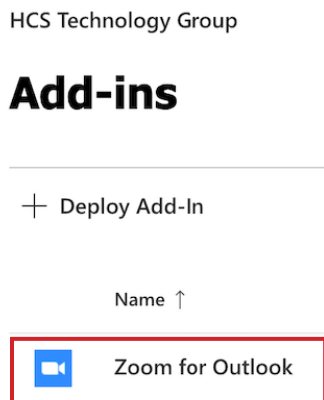 HCS Technology Group
Add-ins
+ Deploy Add-In
Name ↑
Zoom for Outlook